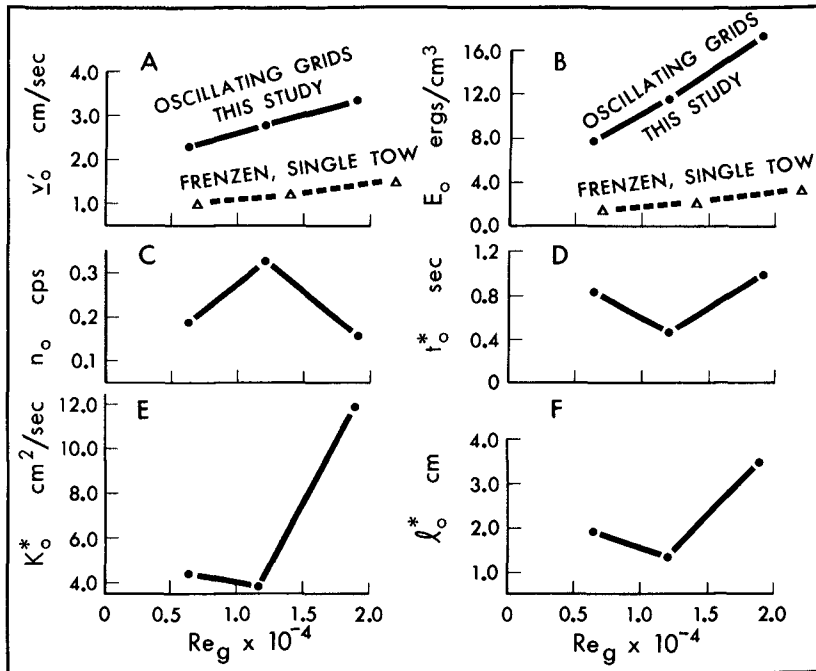 A
OSCILLATING GRIDS
THIS STUDY
FRENZEN, SINGLE TOW
v′o cm/sec
4.0
3.0
2.0
1.0
B
OSCILLATING GRIDS
THIS STUDY
FRENZEN, SINGLE TOW
Eo ergs/cm3
16.0
12.0
8.0
4.0
0.0
C
no cps
0.3
0.2
0.1
D
t*o sec
1.2
0.8
0.4
0
E
K*o cm2/sec
12.0
10.0
8.0
6.0
4.0
0 0.5 1.0 1.5 2.0
Reg x 10-4
F
ℓ*o cm
4.0
3.0
2.0
1.0
0 0.5 1.0 1.5 2.0
Reg x 10-4